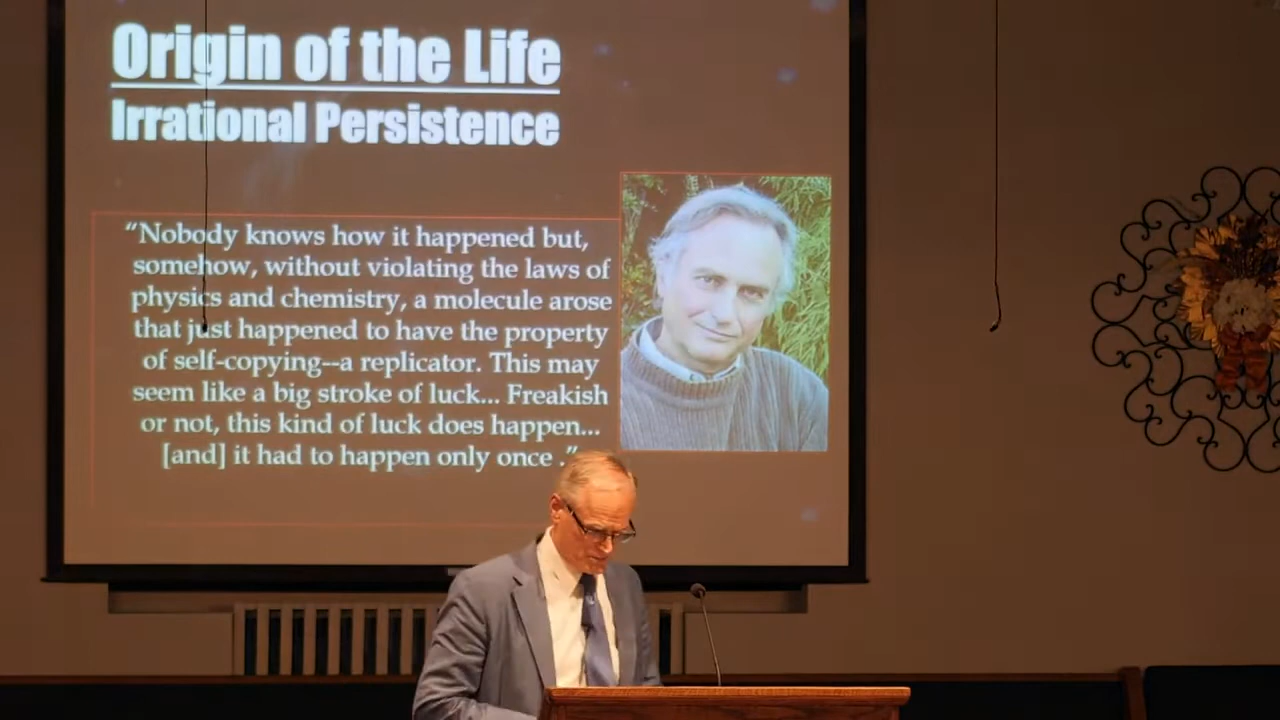 Origin of the Life
Irrational Persistence
“Nobody knows how it happened but,
somehow, without violating the laws of
physics and chemistry, a molecule arose
that just happened to have the property
of self-copying--a replicator. This may
seem like a big stroke of luck... Freakish
or not, this kind of luck does happen...
[and] it had to happen only once .”